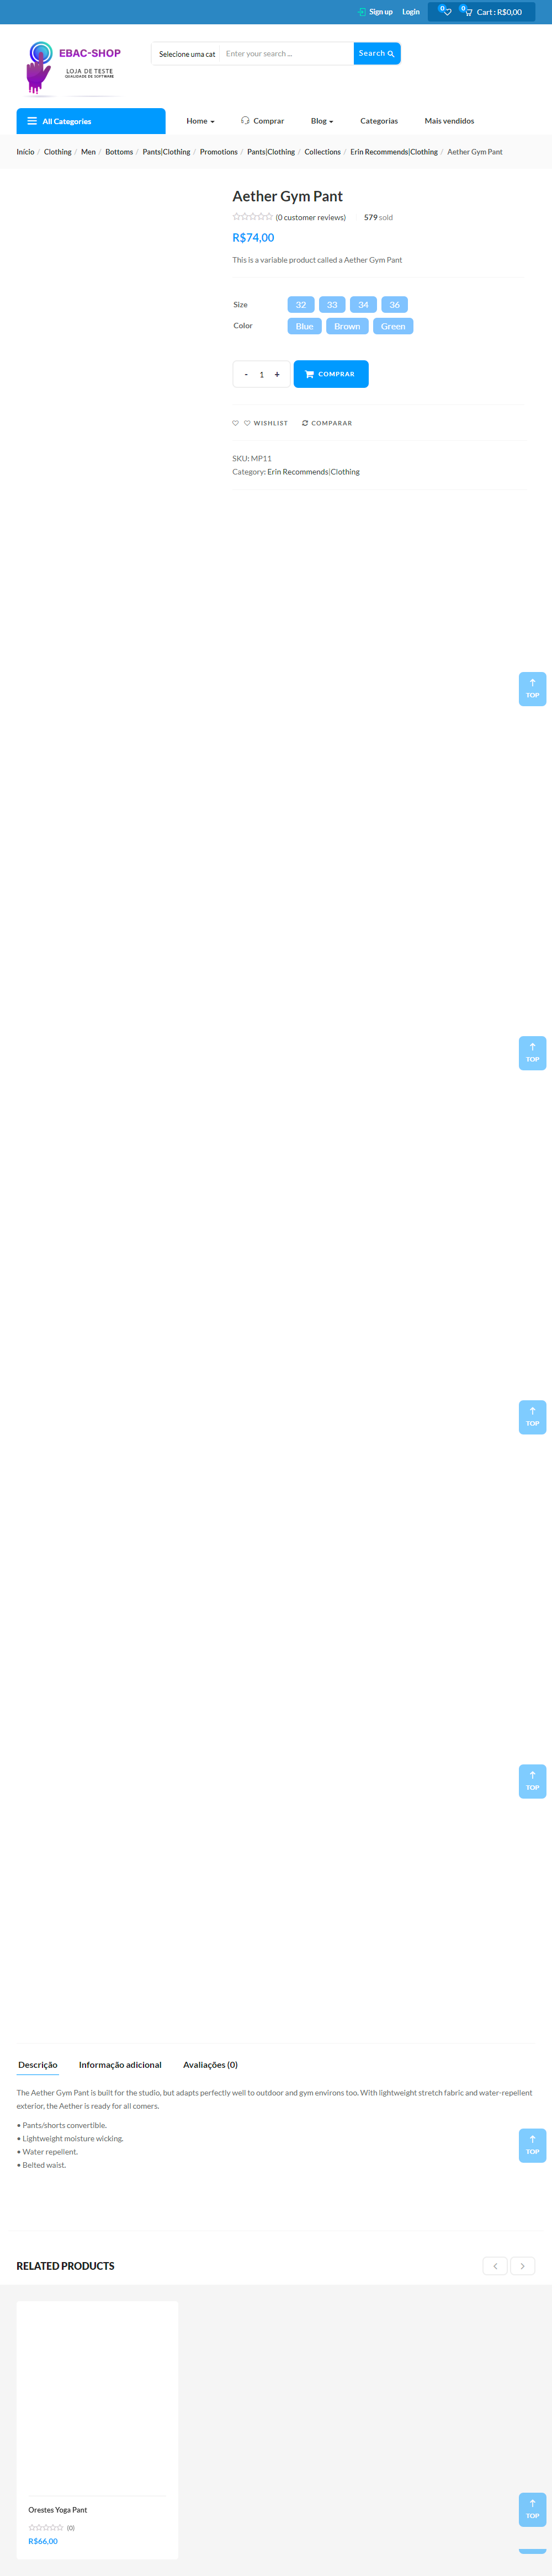 Sign up Login 0 0 Cart : R$0,00
EBAC-SHOP
LOJA DE TESTE
QUALIDADE DE SOFTWARE
Selecione uma cat Enter your search ... Search
All Categories Home Comprar Blog Categorias Mais vendidos
Início / Clothing / Men / Bottoms / Pants|Clothing / Promotions / Pants|Clothing / Collections / Erin Recommends|Clothing / Aether Gym Pant
Aether Gym Pant
(0 customer reviews) 579 sold
R$74,00
This is a variable product called a Aether Gym Pant
Size 32 33 34 36
Color Blue Brown Green
- 1 + COMPRAR
WISHLIST COMPARAR
SKU: MP11
Category: Erin Recommends|Clothing
TOP
TOP
TOP
TOP
Descrição Informação adicional Avaliações (0)
The Aether Gym Pant is built for the studio, but adapts perfectly well to outdoor and gym environs too. With lightweight stretch fabric and water-repellent
exterior, the Aether is ready for all comers.
• Pants/shorts convertible.
• Lightweight moisture wicking.
• Water repellent.
• Belted waist.
TOP
RELATED PRODUCTS
Orestes Yoga Pant
(0)
R$66,00
TOP